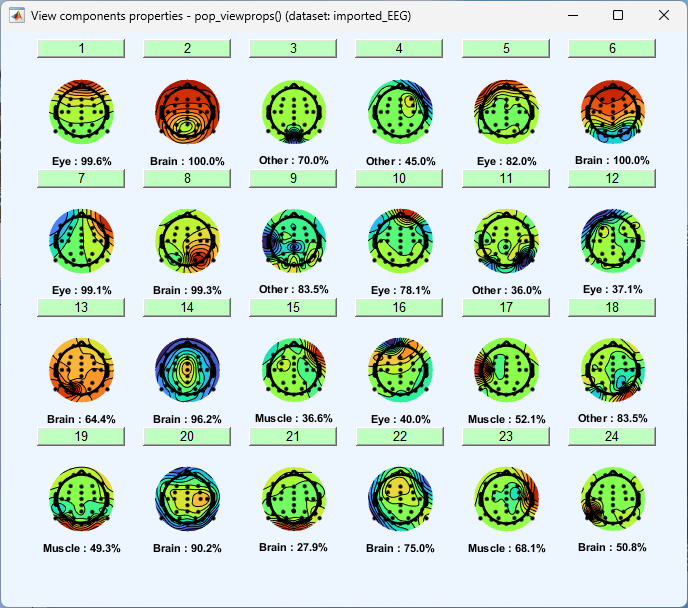 View components properties - pop_viewprops() (dataset: imported_EEG)
1 2 3 4 5 6
Eye : 99.6% Brain : 100.0% Other : 70.0% Other : 45.0% Eye : 82.0% Brain : 100.0%
7 8 9 10 11 12
Eye : 99.1% Brain : 99.3% Other : 83.5% Eye : 78.1% Other : 36.0% Eye : 37.1%
13 14 15 16 17 18
Brain : 64.4% Brain : 96.2% Muscle : 36.6% Eye : 40.0% Muscle : 52.1% Other : 83.5%
19 20 21 22 23 24
Muscle : 49.3% Brain : 90.2% Brain : 27.9% Brain : 75.0% Muscle : 68.1% Brain : 50.8%